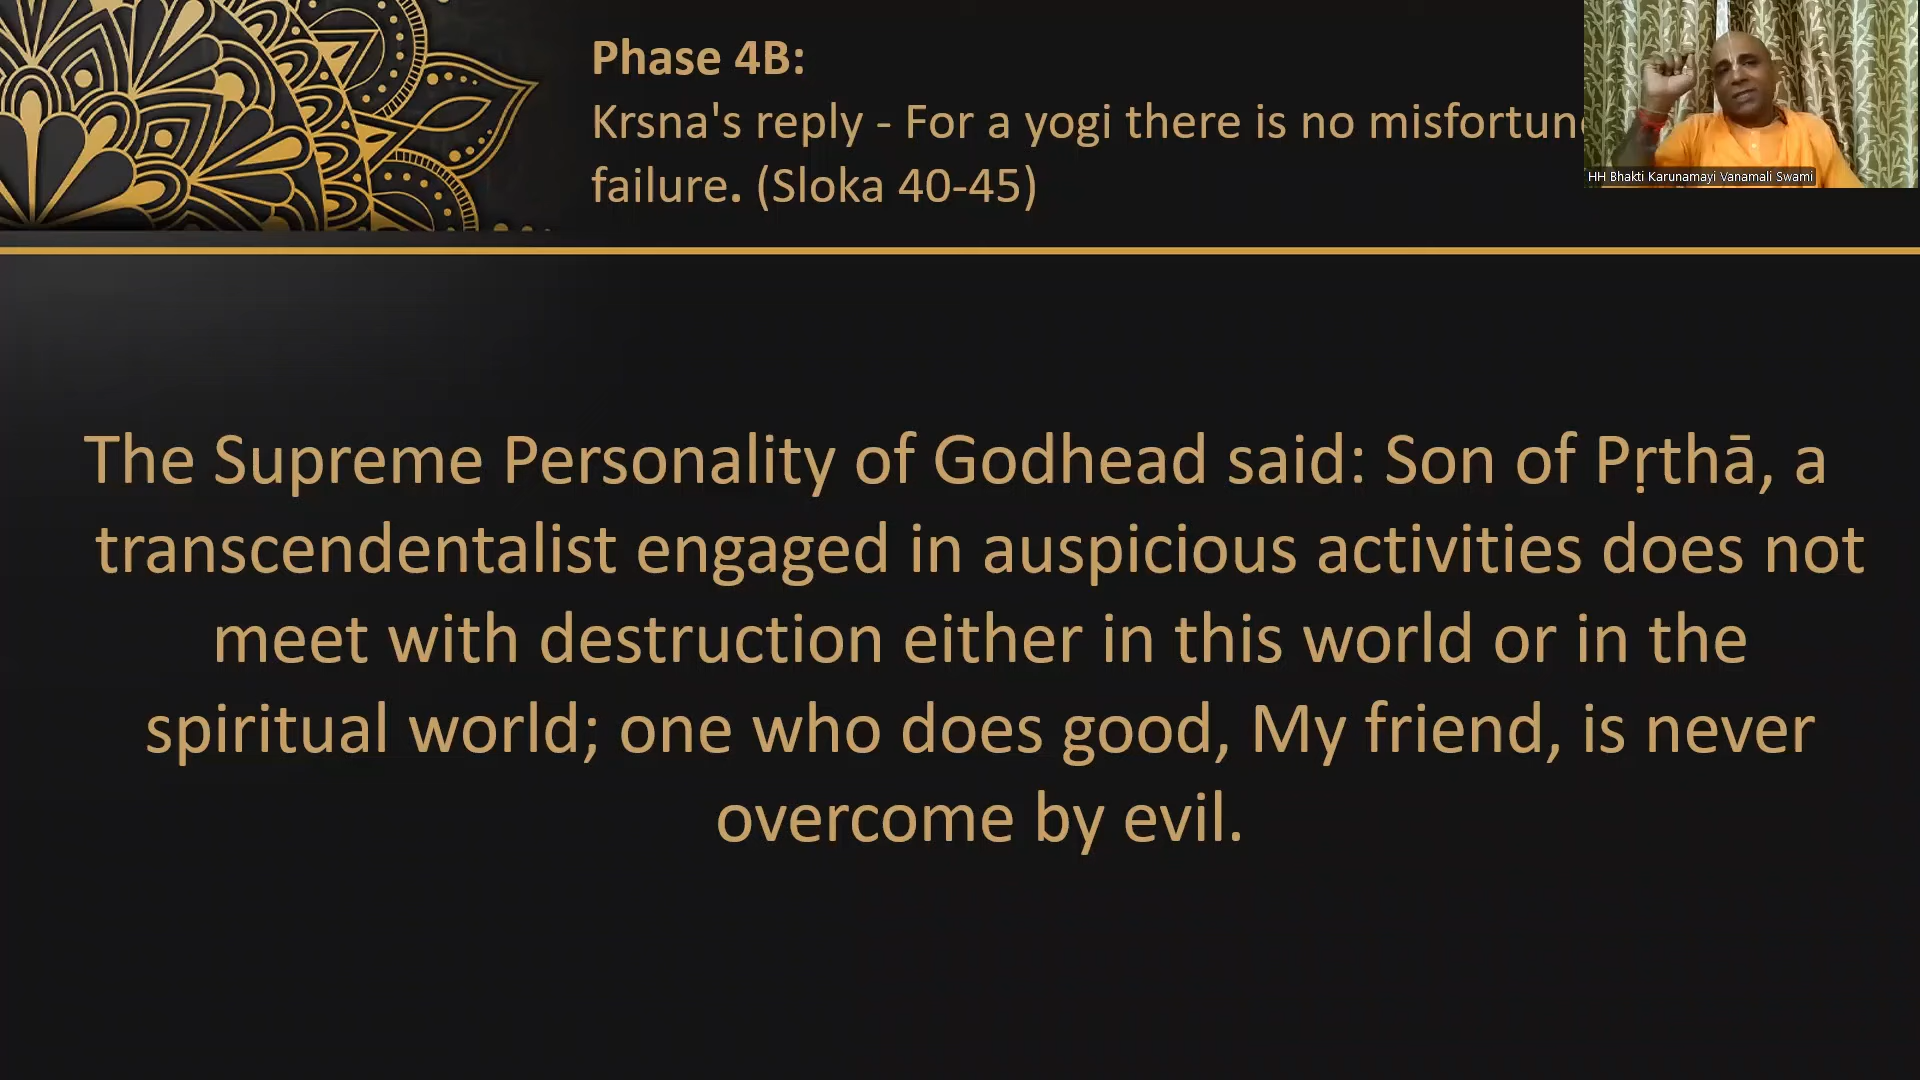 Phase 4B:
Krsna's reply - For a yogi there is no misfortune
failure. (Sloka 40-45)
HH Bhakti Karunamayi Vanamali Swami
The Supreme Personality of Godhead said: Son of Pṛthā, a
transcendentalist engaged in auspicious activities does not
meet with destruction either in this world or in the
spiritual world; one who does good, My friend, is never
overcome by evil.